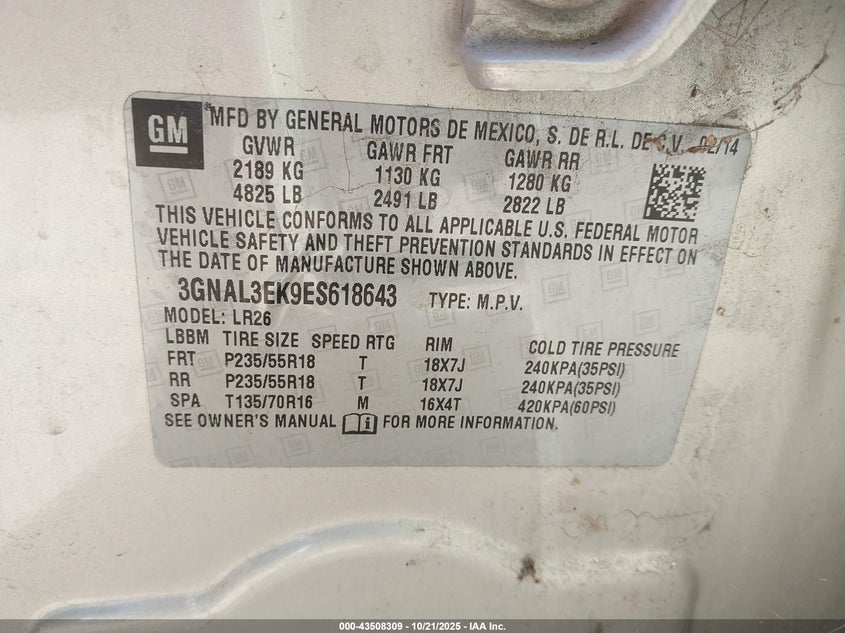 GM MFD BY GENERAL MOTORS DE MEXICO, S. DE R.L. DE C.V. 02/14
GVWR GAWR FRT GAWR RR
2189 KG 1130 KG 1280 KG
4825 LB 2491 LB 2822 LB
THIS VEHICLE CONFORMS TO ALL APPLICABLE U.S. FEDERAL MOTOR
VEHICLE SAFETY AND THEFT PREVENTION STANDARDS IN EFFECT ON
THE DATE OF MANUFACTURE SHOWN ABOVE.
3GNAL3EK9ES618643 TYPE: M.P.V.
MODEL: LR26
LBBM TIRE SIZE SPEED RTG RIM COLD TIRE PRESSURE
FRT P235/55R18 T 18X7J 240KPA(35PSI)
RR P235/55R18 T 18X7J 240KPA(35PSI)
SPA T135/70R16 M 16X4T 420KPA(60PSI)
SEE OWNER'S MANUAL i FOR MORE INFORMATION.
000-43508309 - 10/21/2025 - IAA Inc.